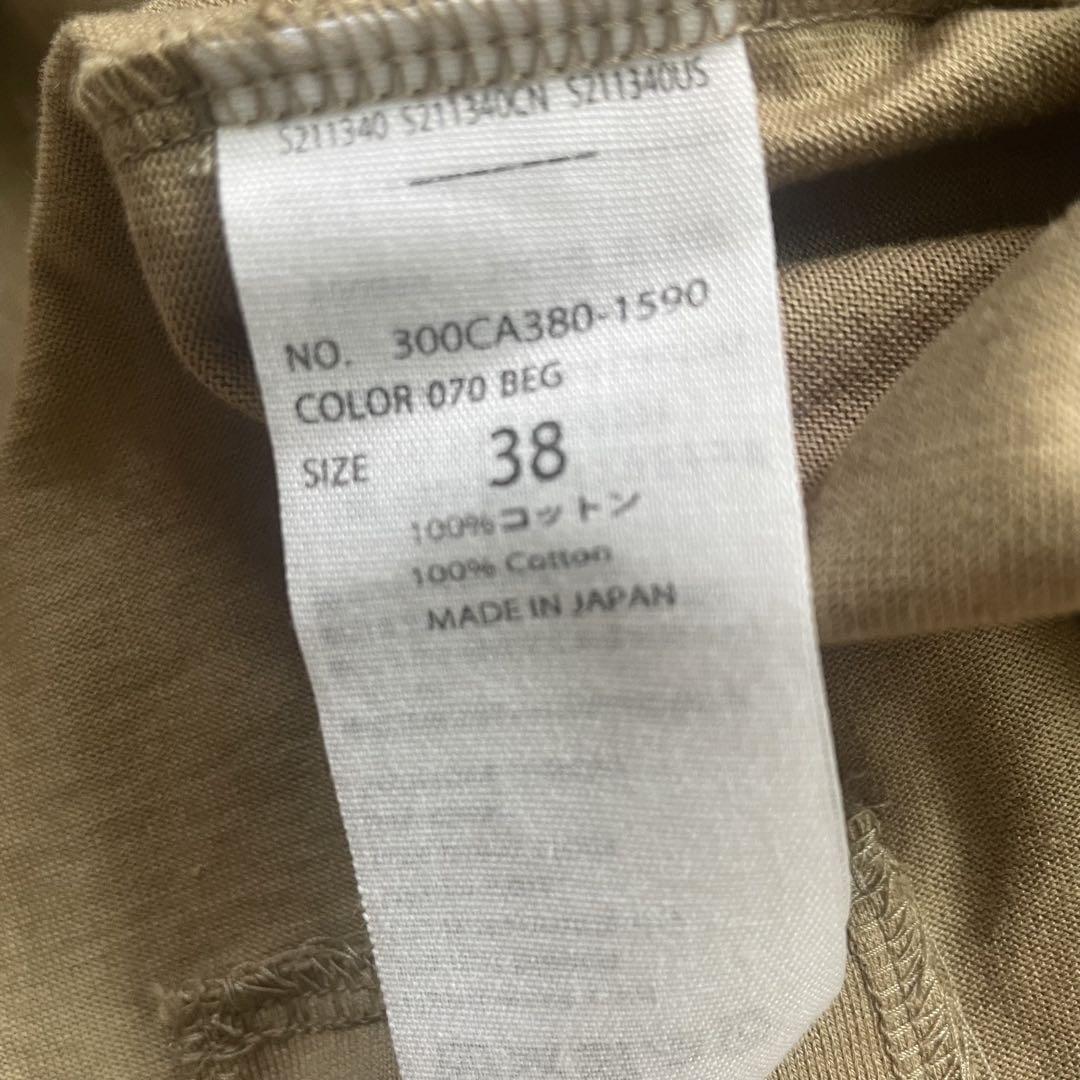 S211340 S211340CN S211340US
NO. 300CA380-1590
COLOR 070 BEG
SIZE 38
100%コットン
100% Cotton
MADE IN JAPAN